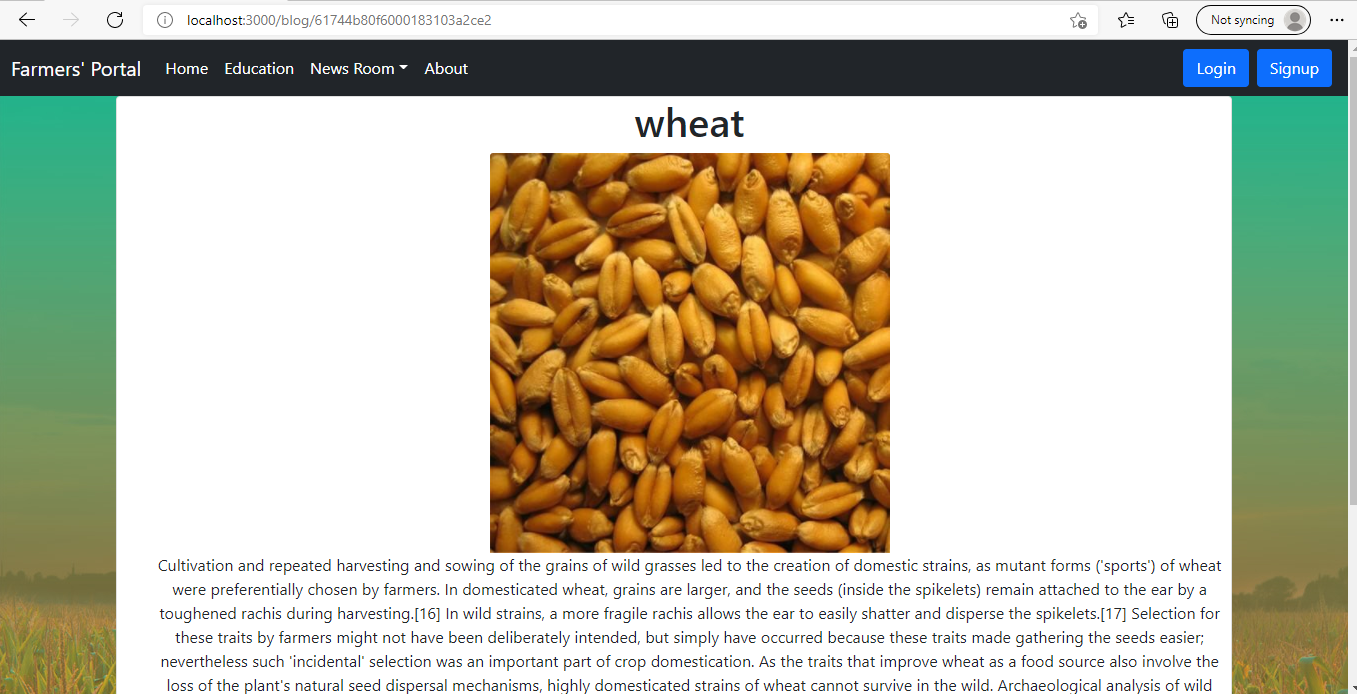 localhost:3000/blog/61744b80f6000183103a2ce2
Not syncing
Farmers' Portal Home Education News Room About Login Signup
wheat
Cultivation and repeated harvesting and sowing of the grains of wild grasses led to the creation of domestic strains, as mutant forms ('sports') of wheat
were preferentially chosen by farmers. In domesticated wheat, grains are larger, and the seeds (inside the spikelets) remain attached to the ear by a
toughened rachis during harvesting.[16] In wild strains, a more fragile rachis allows the ear to easily shatter and disperse the spikelets.[17] Selection for
these traits by farmers might not have been deliberately intended, but simply have occurred because these traits made gathering the seeds easier;
nevertheless such 'incidental' selection was an important part of crop domestication. As the traits that improve wheat as a food source also involve the
loss of the plant's natural seed dispersal mechanisms, highly domesticated strains of wheat cannot survive in the wild. Archaeological analysis of wild